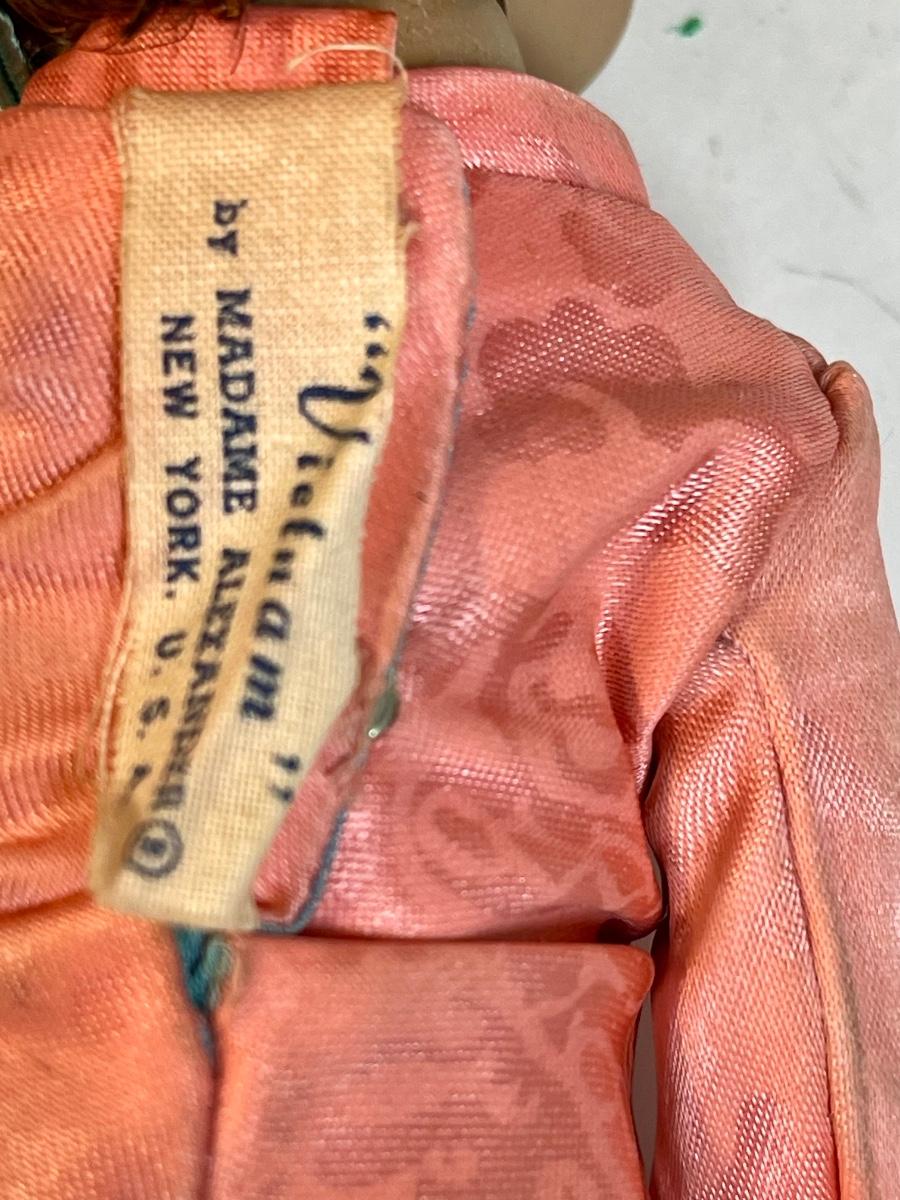 "Vietnam"
by MADAME ALEXANDER ®
NEW YORK, U. S. A.